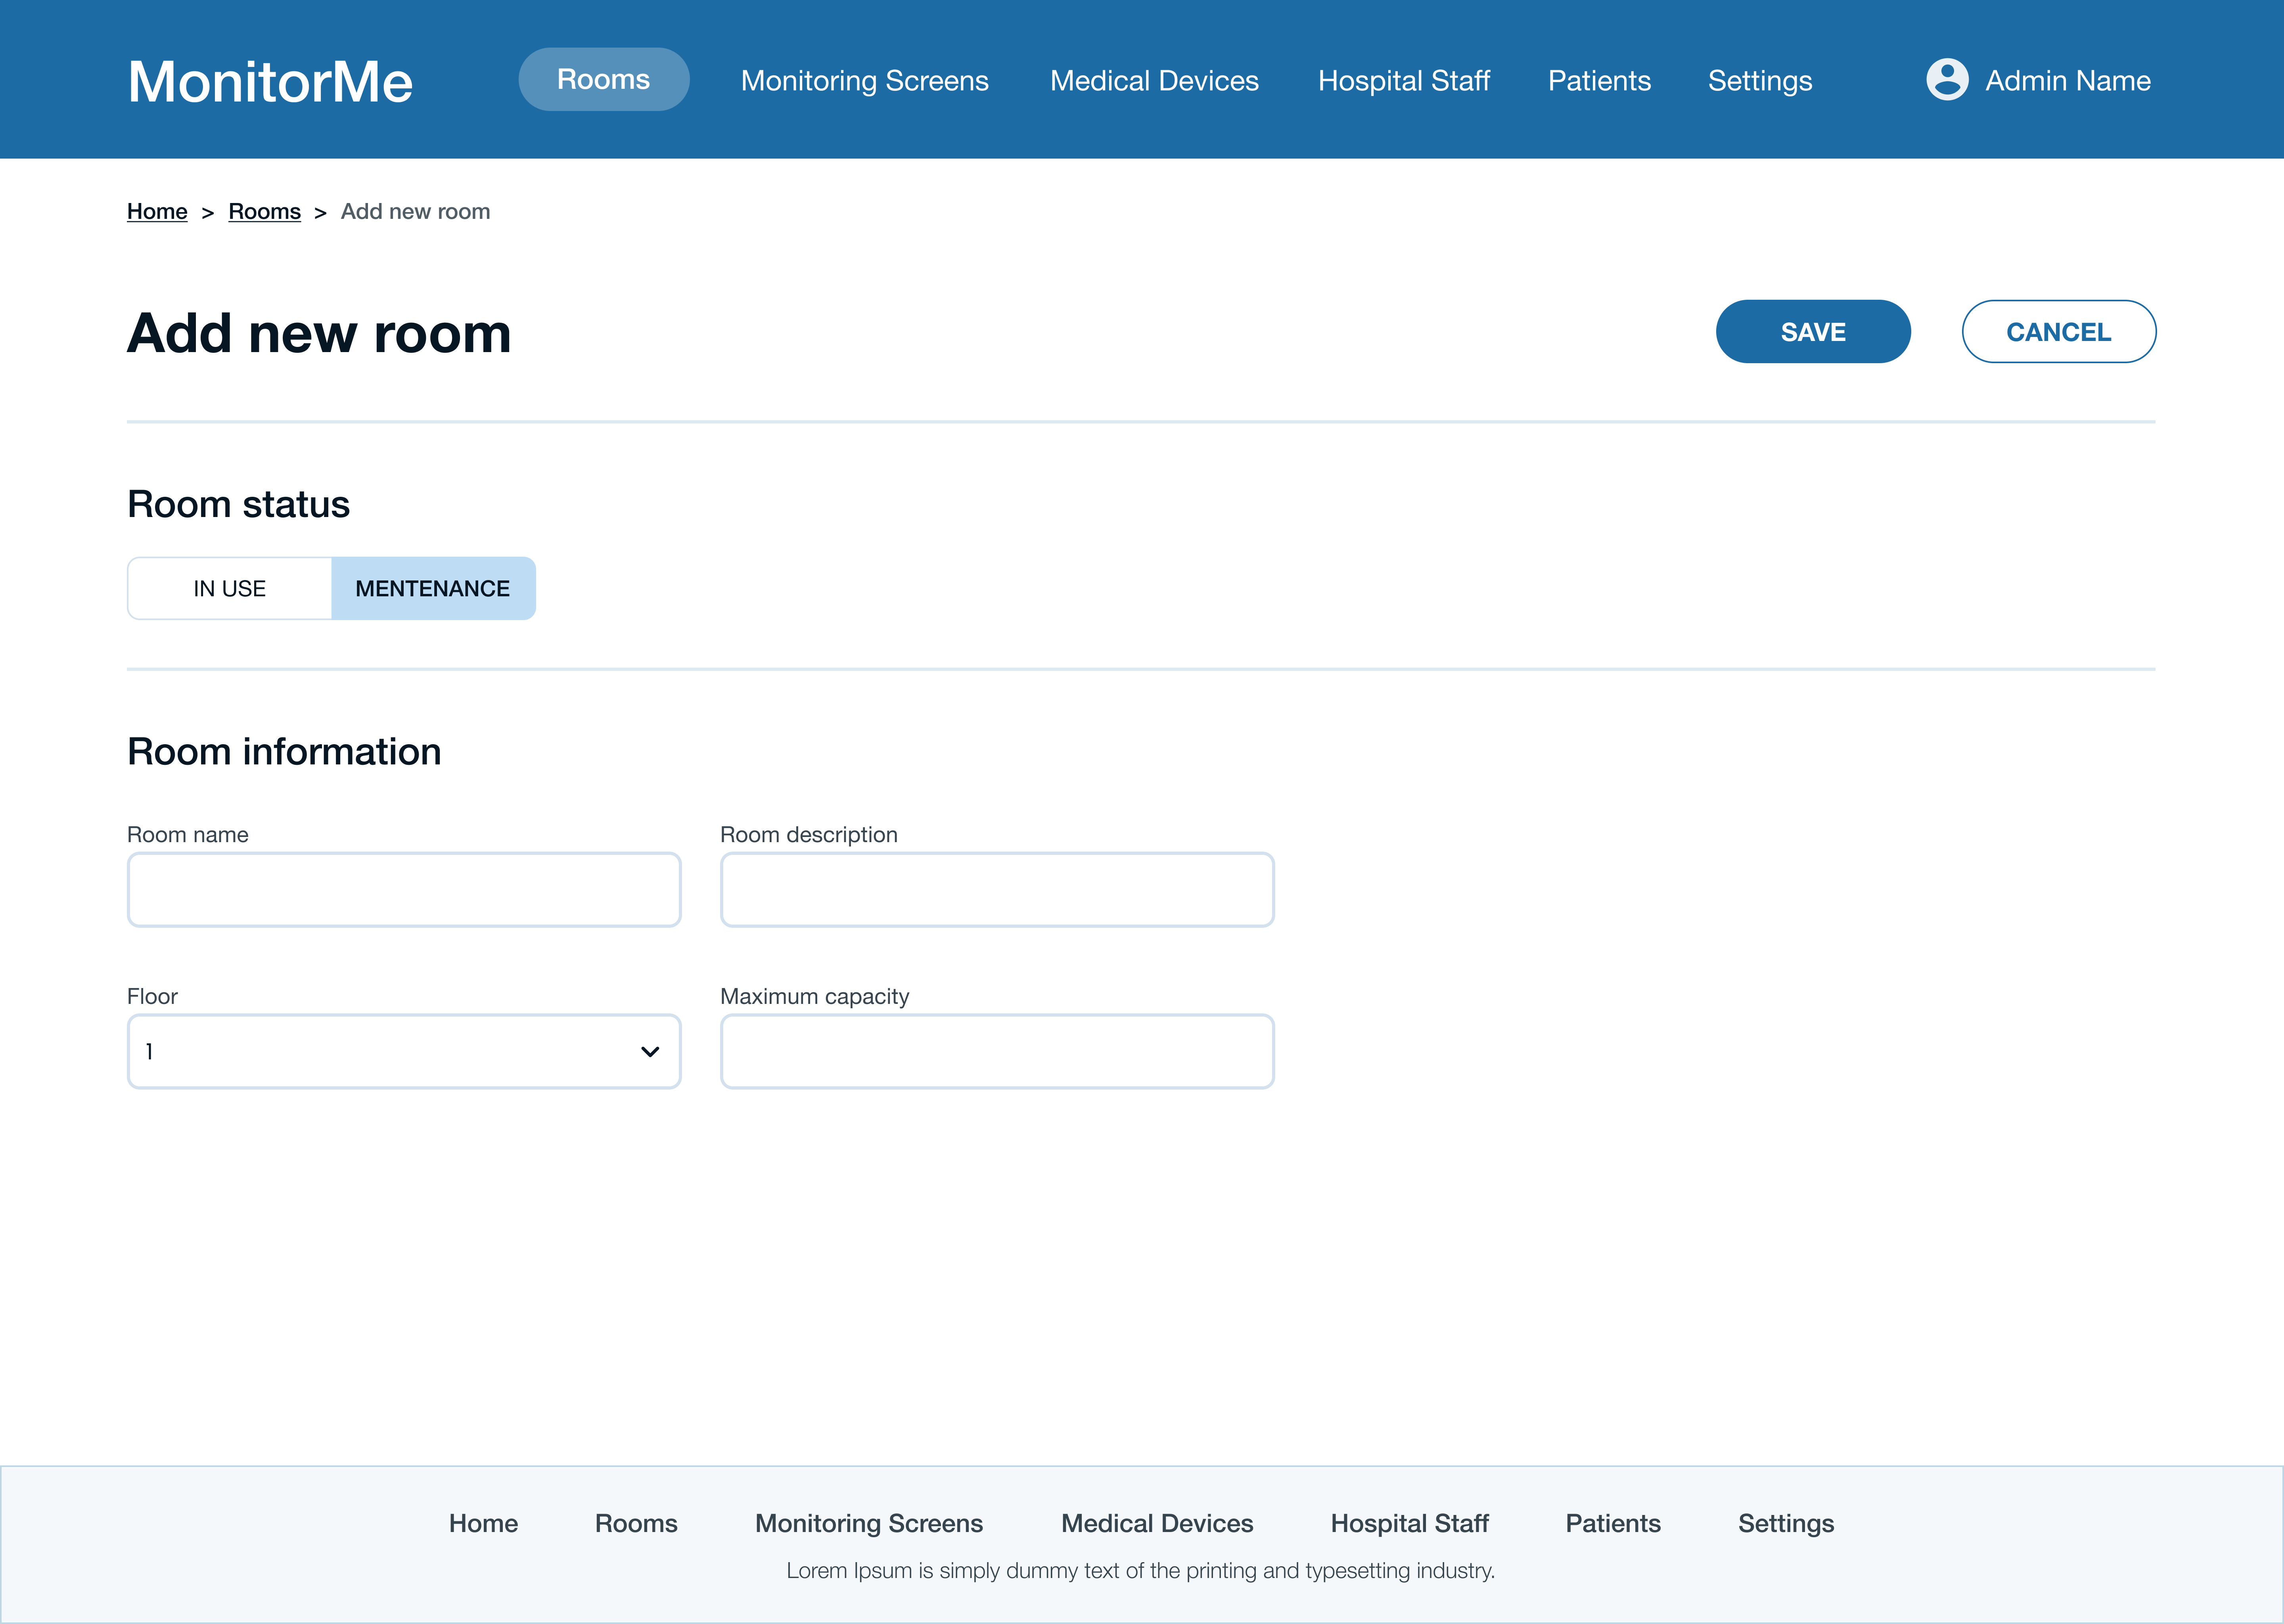 MonitorMe Rooms Monitoring Screens Medical Devices Hospital Staff Patients Settings Admin Name
Home > Rooms > Add new room
Add new room SAVE CANCEL
Room status
IN USE MENTENANCE
Room information
Room name Room description
Floor Maximum capacity
1
Home Rooms Monitoring Screens Medical Devices Hospital Staff Patients Settings
Lorem Ipsum is simply dummy text of the printing and typesetting industry.